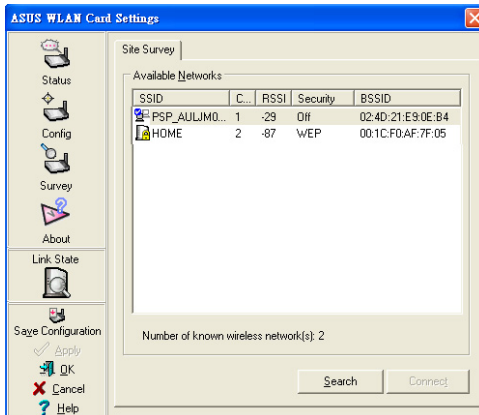 ASUS WLAN Card Settings
Status
Config
Survey
About
Link State
Save Configuration
Apply
OK
Cancel
Help
Site Survey
Available Networks
SSID C... RSSI Security BSSID
PSP_AULJM0... 1 -29 Off 02:4D:21:E9:0E:B4
HOME 2 -87 WEP 00:1C:F0:AF:7F:05
Number of known wireless network(s): 2
Search Connect